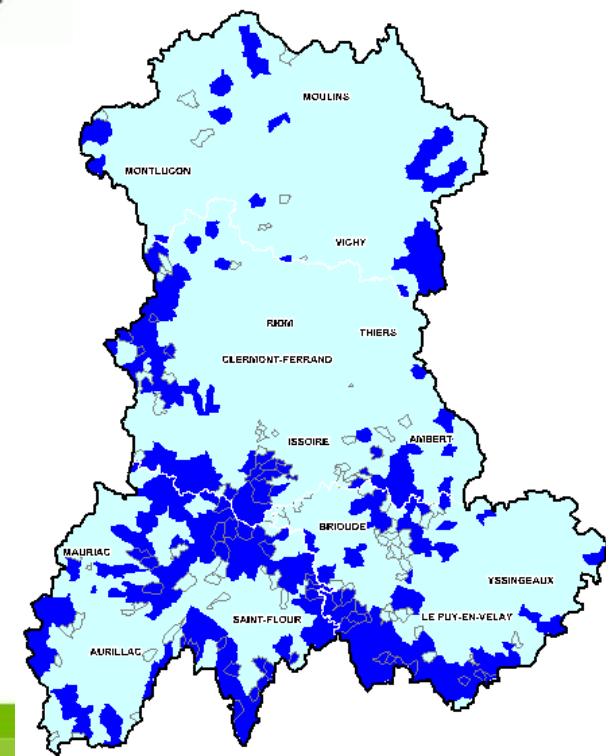 MOULINS
MONTLUCON
VICHY
RIOM
THIERS
CLERMONT-FERRAND
ISSOIRE
AMBERT
BRIOUDE
MAURIAC
YSSINGEAUX
SAINT-FLOUR
LE PUY-EN-VELAY
AURILLAC